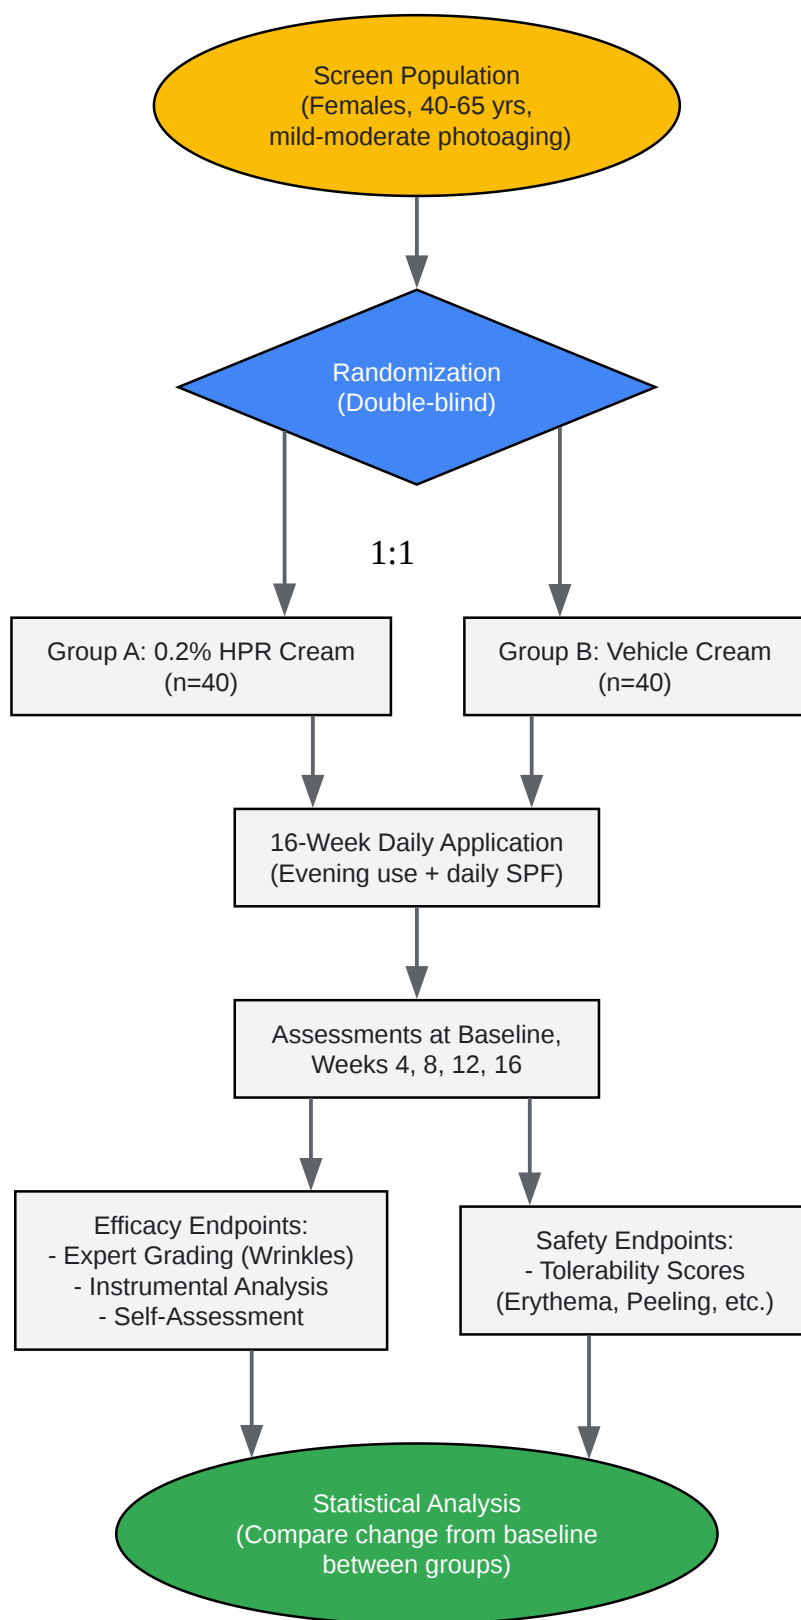 Screen Population
(Females, 40-65 yrs,
mild-moderate photoaging)
Randomization
(Double-blind)
1:1
Group A: 0.2% HPR Cream
(n=40)
Group B: Vehicle Cream
(n=40)
16-Week Daily Application
(Evening use + daily SPF)
Assessments at Baseline,
Weeks 4, 8, 12, 16
Efficacy Endpoints:
- Expert Grading (Wrinkles)
- Instrumental Analysis
- Self-Assessment
Safety Endpoints:
- Tolerability Scores
(Erythema, Peeling, etc.)
Statistical Analysis
(Compare change from baseline
between groups)